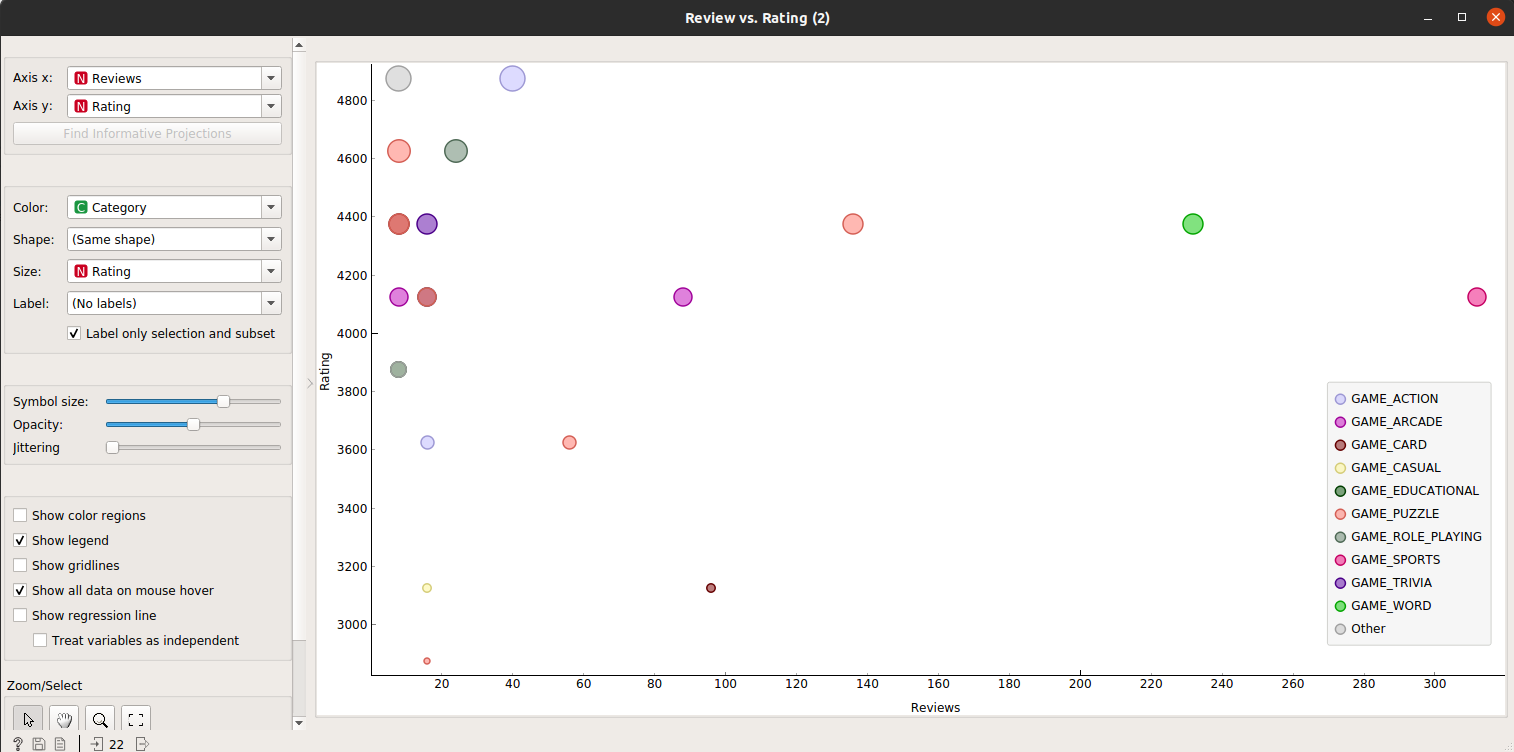 Review vs. Rating (2)
Axis x: N Reviews
Axis y: N Rating
Find Informative Projections
Color: C Category
Shape: (Same shape)
Size: N Rating
Label: (No labels)
Label only selection and subset
Symbol size:
Opacity:
Jittering
Show color regions
Show legend
Show gridlines
Show all data on mouse hover
Show regression line
Treat variables as independent
Zoom/Select
? 22
Rating
4800
4600
4400
4200
4000
3800
3600
3400
3200
3000
20 40 60 80 100 120 140 160 180 200 220 240 260 280 300
Reviews
GAME_ACTION
GAME_ARCADE
GAME_CARD
GAME_CASUAL
GAME_EDUCATIONAL
GAME_PUZZLE
GAME_ROLE_PLAYING
GAME_SPORTS
GAME_TRIVIA
GAME_WORD
Other